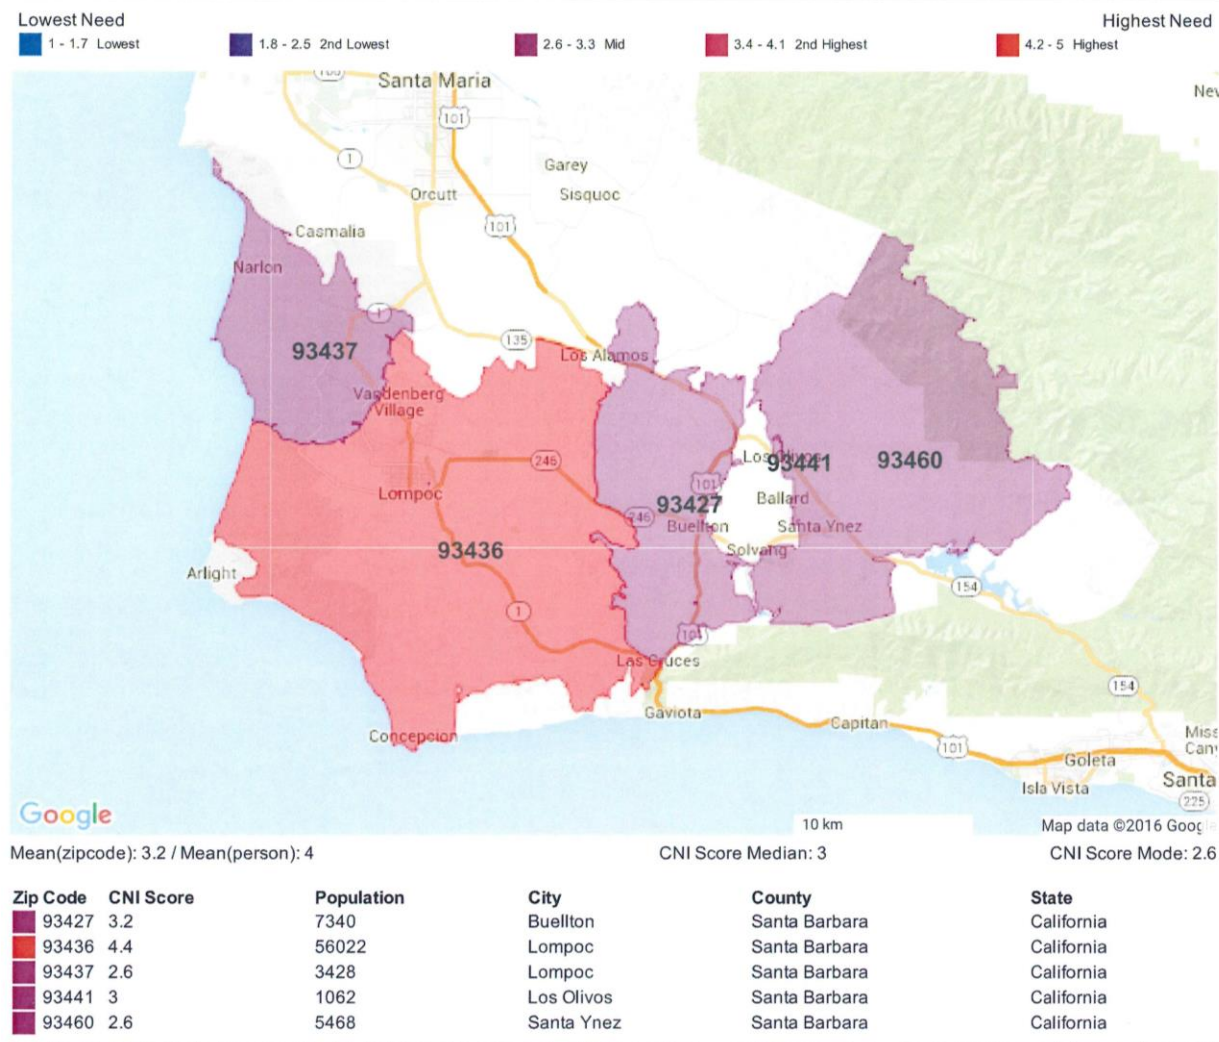 Lowest Need Highest Need
1 - 1.7 Lowest 1.8 - 2.5 2nd Lowest 2.6 - 3.3 Mid 3.4 - 4.1 2nd Highest 4.2 - 5 Highest
Santa Maria
101
1
Garey
Orcutt
Sisquoc
101
Casmalia
Narlon
1
135
93437
Los Alamos
Vandenberg
Village
246
Los Olivos
93441
93460
101
Lompoc
Ballard
93427
246
Buellton
Santa Ynez
93436
Solvang
Arlight
154
1
101
Las Cruces
154
Gaviota
Capitan
Concepcion
101
Goleta
Santa
Isla Vista
225
Google
10 km
Map data ©2016
Mean(zipcode): 3.2 / Mean(person): 4 CNI Score Median: 3 CNI Score Mode: 2.6
Zip Code CNI Score Population City County State
93427 3.2 7340 Buellton Santa Barbara California
93436 4.4 56022 Lompoc Santa Barbara California
93437 2.6 3428 Lompoc Santa Barbara California
93441 3 1062 Los Olivos Santa Barbara California
93460 2.6 5468 Santa Ynez Santa Barbara California